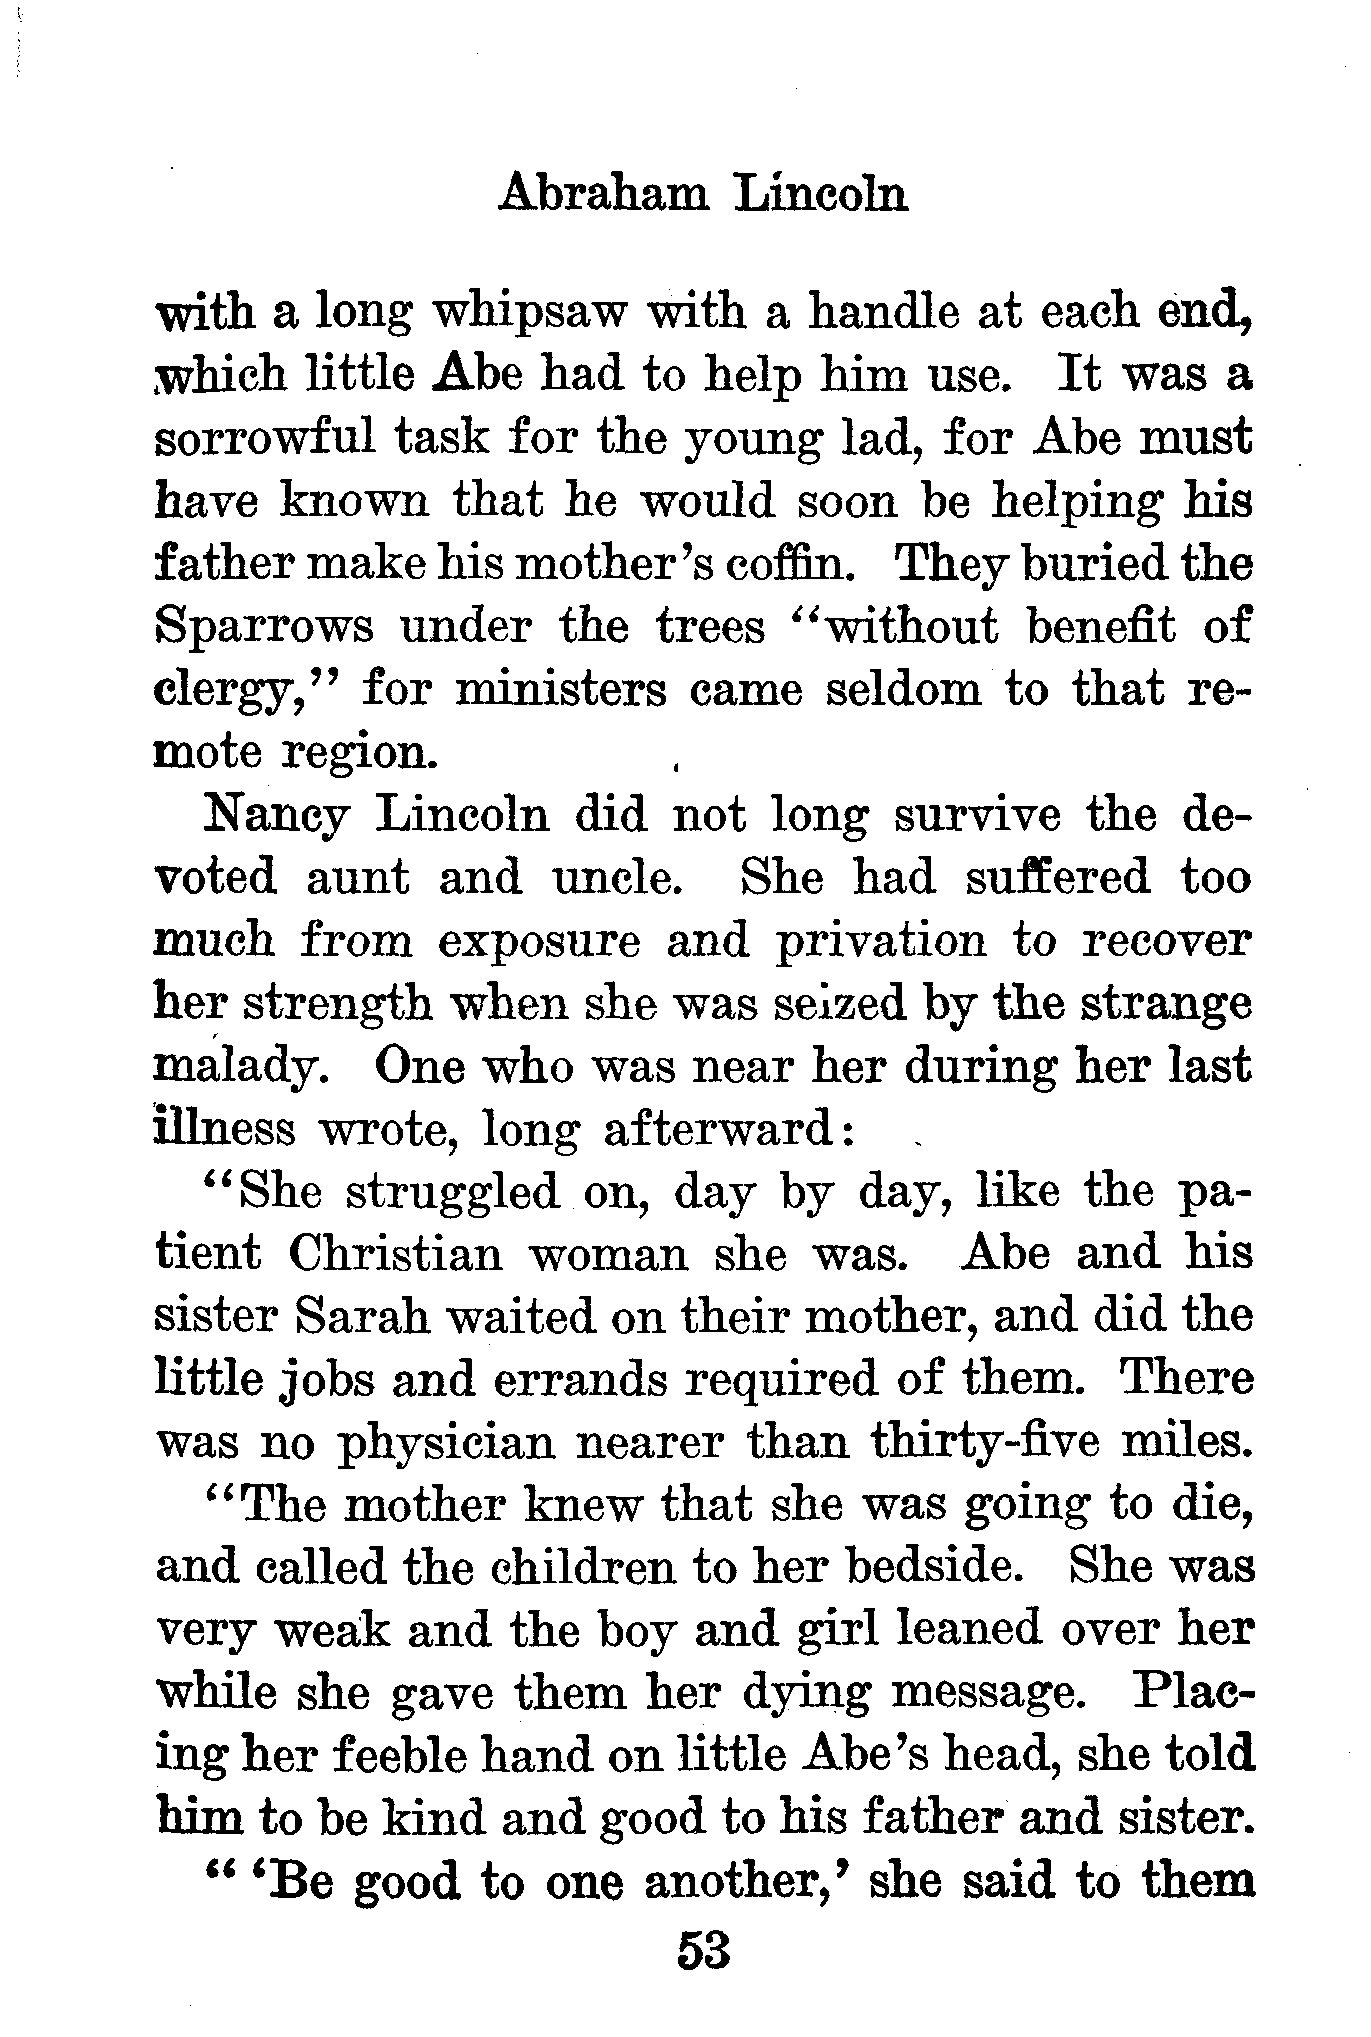 Abraham Lincoln
with a long whipsaw with a handle at each end,
which little Abe had to help him use. It was a
sorrowful task for the young lad, for Abe must
have known that he would soon be helping his
father make his mother's coffin. They buried the
Sparrows under the trees "without benefit of
clergy," for ministers came seldom to that re-
mote region.
Nancy Lincoln did not long survive the de-
voted aunt and uncle. She had suffered too
much from exposure and privation to recover
her strength when she was seized by the strange
malady. One who was near her during her last
illness wrote, long afterward:
"She struggled on, day by day, like the pa-
tient Christian woman she was. Abe and his
sister Sarah waited on their mother, and did the
little jobs and errands required of them. There
was no physician nearer than thirty-five miles.
"The mother knew that she was going to die,
and called the children to her bedside. She was
very weak and the boy and girl leaned over her
while she gave them her dying message. Plac-
ing her feeble hand on little Abe's head, she told
him to be kind and good to his father and sister.
" 'Be good to one another,' she said to them
53